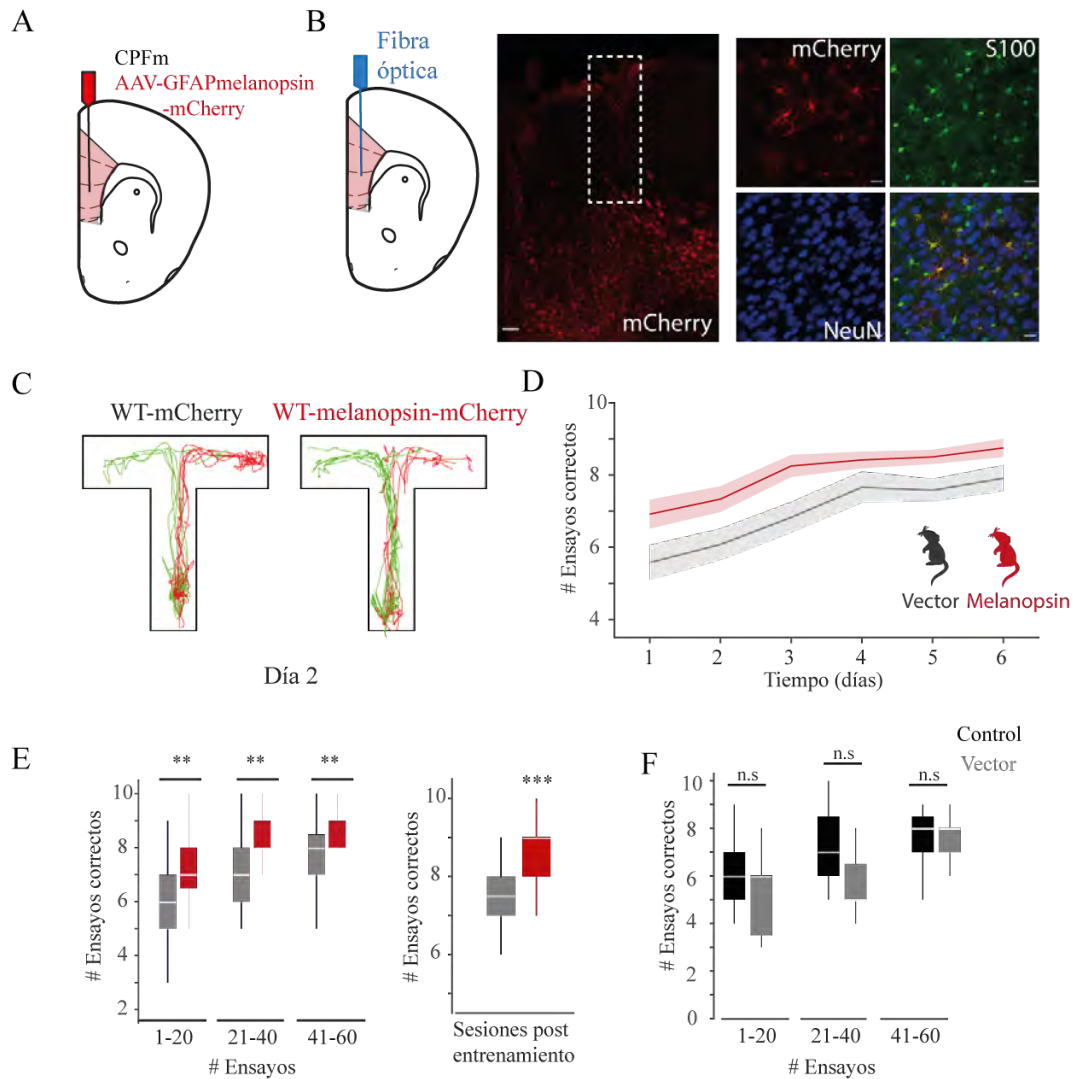 A
CPFm
AAV-GFAPmelanopsin
-mCherry
B
Fibra
óptica
mCherry
mCherry
S100
NeuN
C
WT-mCherry
WT-melanopsin-mCherry
Día 2
D
# Ensayos correctos
10
8
6
4
1
2
3
4
5
6
Tiempo (días)
Vector
Melanopsin
E
# Ensayos correctos
10
8
6
4
2
**
**
**
1-20
21-40
41-60
# Ensayos
# Ensayos correctos
10
8
6
***
Sesiones post
entrenamiento
F
Control
Vector
# Ensayos correctos
10
8
6
4
2
0
n.s
n.s
n.s
1-20
21-40
41-60
# Ensayos